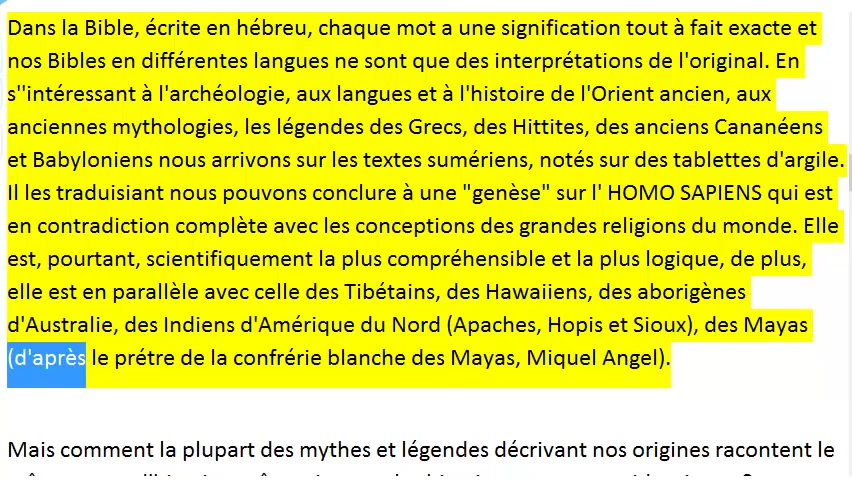 Dans la Bible, écrite en hébreu, chaque mot a une signification tout à fait exacte et
nos Bibles en différentes langues ne sont que des interprétations de l'original. En
s''intéressant à l'archéologie, aux langues et à l'histoire de l'Orient ancien, aux
anciennes mythologies, les légendes des Grecs, des Hittites, des anciens Cananéens
et Babyloniens nous arrivons sur les textes sumériens, notés sur des tablettes d'argile.
Il les traduisiant nous pouvons conclure à une "genèse" sur l' HOMO SAPIENS qui est
en contradiction complète avec les conceptions des grandes religions du monde. Elle
est, pourtant, scientifiquement la plus compréhensible et la plus logique, de plus,
elle est en parallèle avec celle des Tibétains, des Hawaiiens, des aborigènes
d'Australie, des Indiens d'Amérique du Nord (Apaches, Hopis et Sioux), des Mayas
(d'après le prétre de la confrérie blanche des Mayas, Miquel Angel).
Mais comment la plupart des mythes et légendes décrivant nos origines racontent le